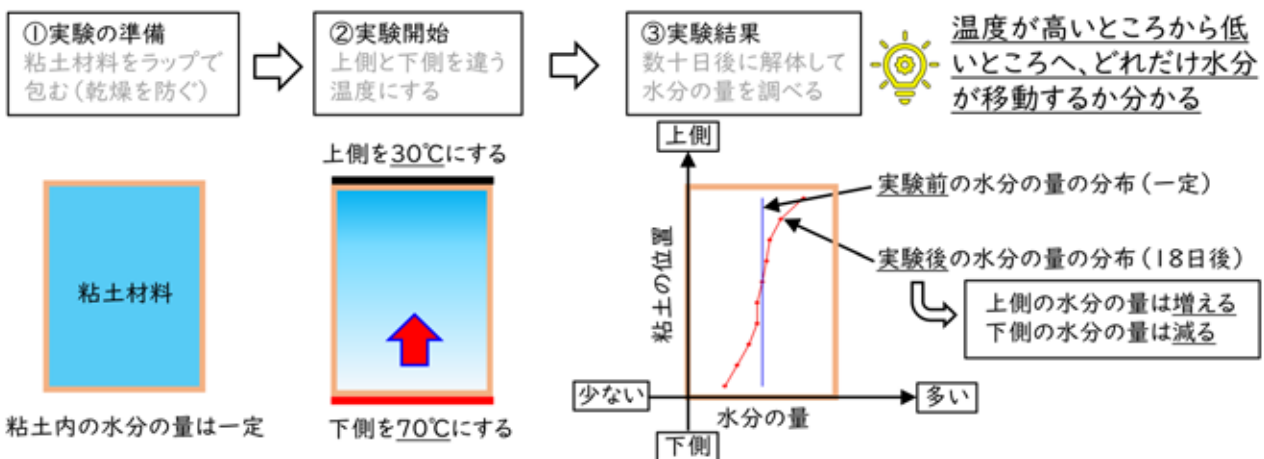 ①実験の準備
粘土材料をラップで
包む（乾燥を防ぐ）
②実験開始
上側と下側を違う
温度にする
③実験結果
数十日後に解体して
水分の量を調べる
温度が高いところから低
いところへ、どれだけ水分
が移動するか分かる
粘土材料
粘土内の水分の量は一定
上側を30℃にする
下側を70℃にする
上側
粘土の位置
少ない
水分の量
多い
下側
実験前の水分の量の分布（一定）
実験後の水分の量の分布（18日後）
上側の水分の量は増える
下側の水分の量は減る